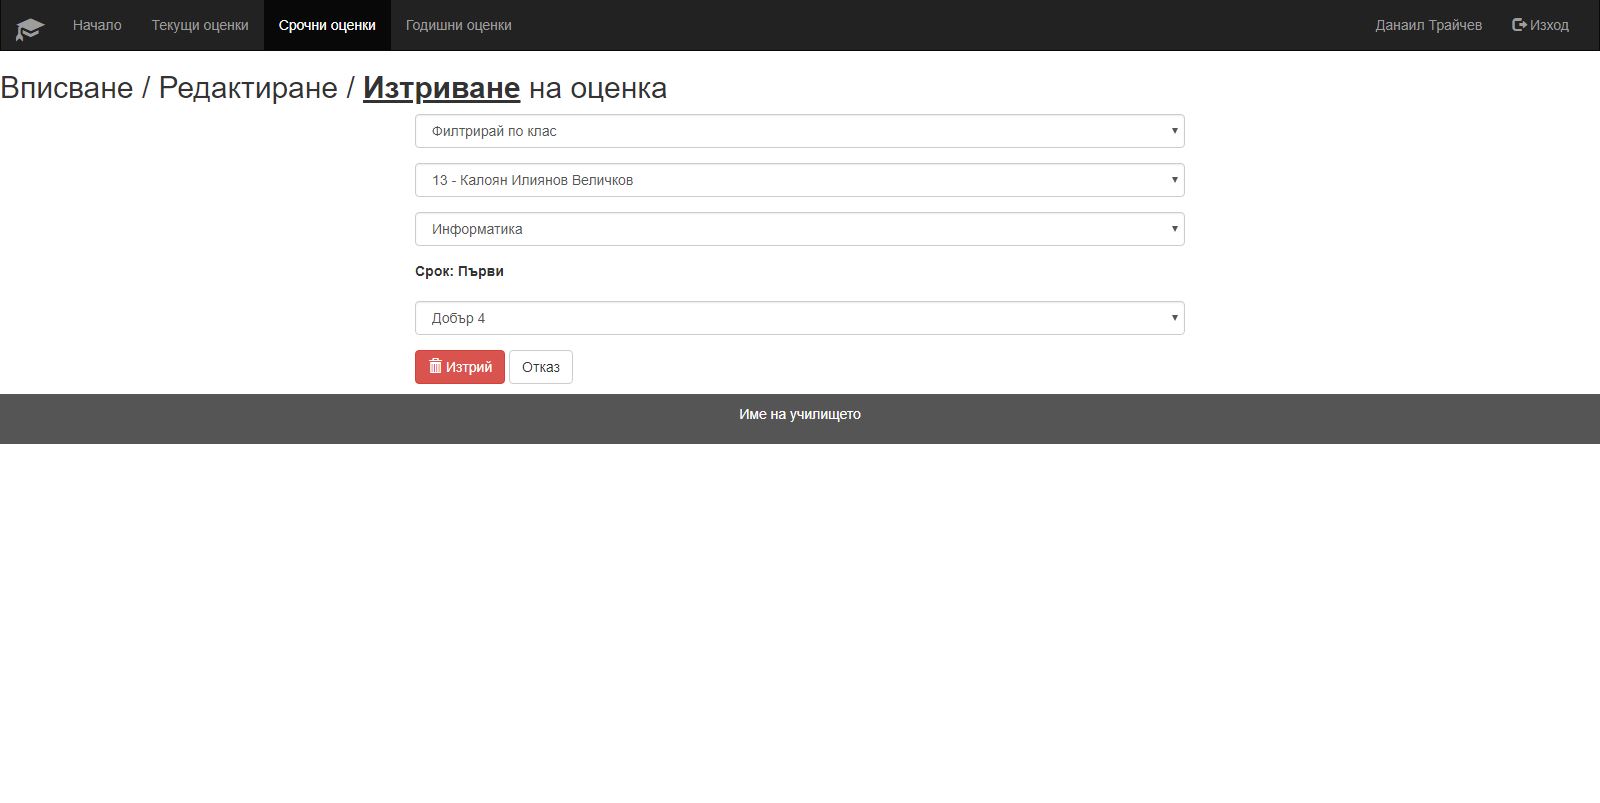 Начало Текущи оценки Срочни оценки Годишни оценки Данаил Трайчев Изход
Вписване / Редактиране / Изтриване на оценка
Филтрирай по клас
13 - Калоян Илиянов Величков
Информатика
Срок: Първи
Добър 4
Изтрий Отказ
Име на училището